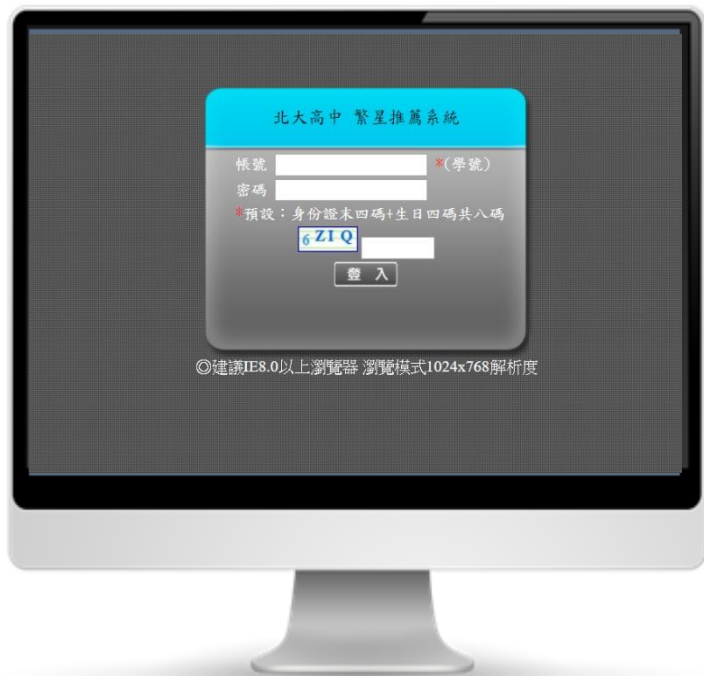 北大高中 繁星推薦系統
帳號 *(學號)
密碼
*預設：身份證末四碼+生日四碼共八碼
6 ZI Q
登 入
◎建議IE8.0以上瀏覽器 瀏覽模式1024x768解析度